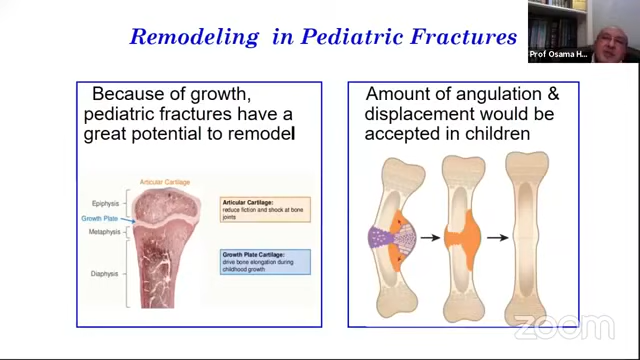 Remodeling in Pediatric Fractures
Prof Osama H...
Because of growth,
pediatric fractures have a
great potential to remodel
Articular Cartilage
Epiphysis
Growth Plate
Metaphysis
Diaphysis
Articular Cartilage:
reduce fiction and shock at bone
joints
Growth Plate Cartilage:
drive bone elongation during
childhood growth
Amount of angulation &
displacement would be
accepted in children
zoom